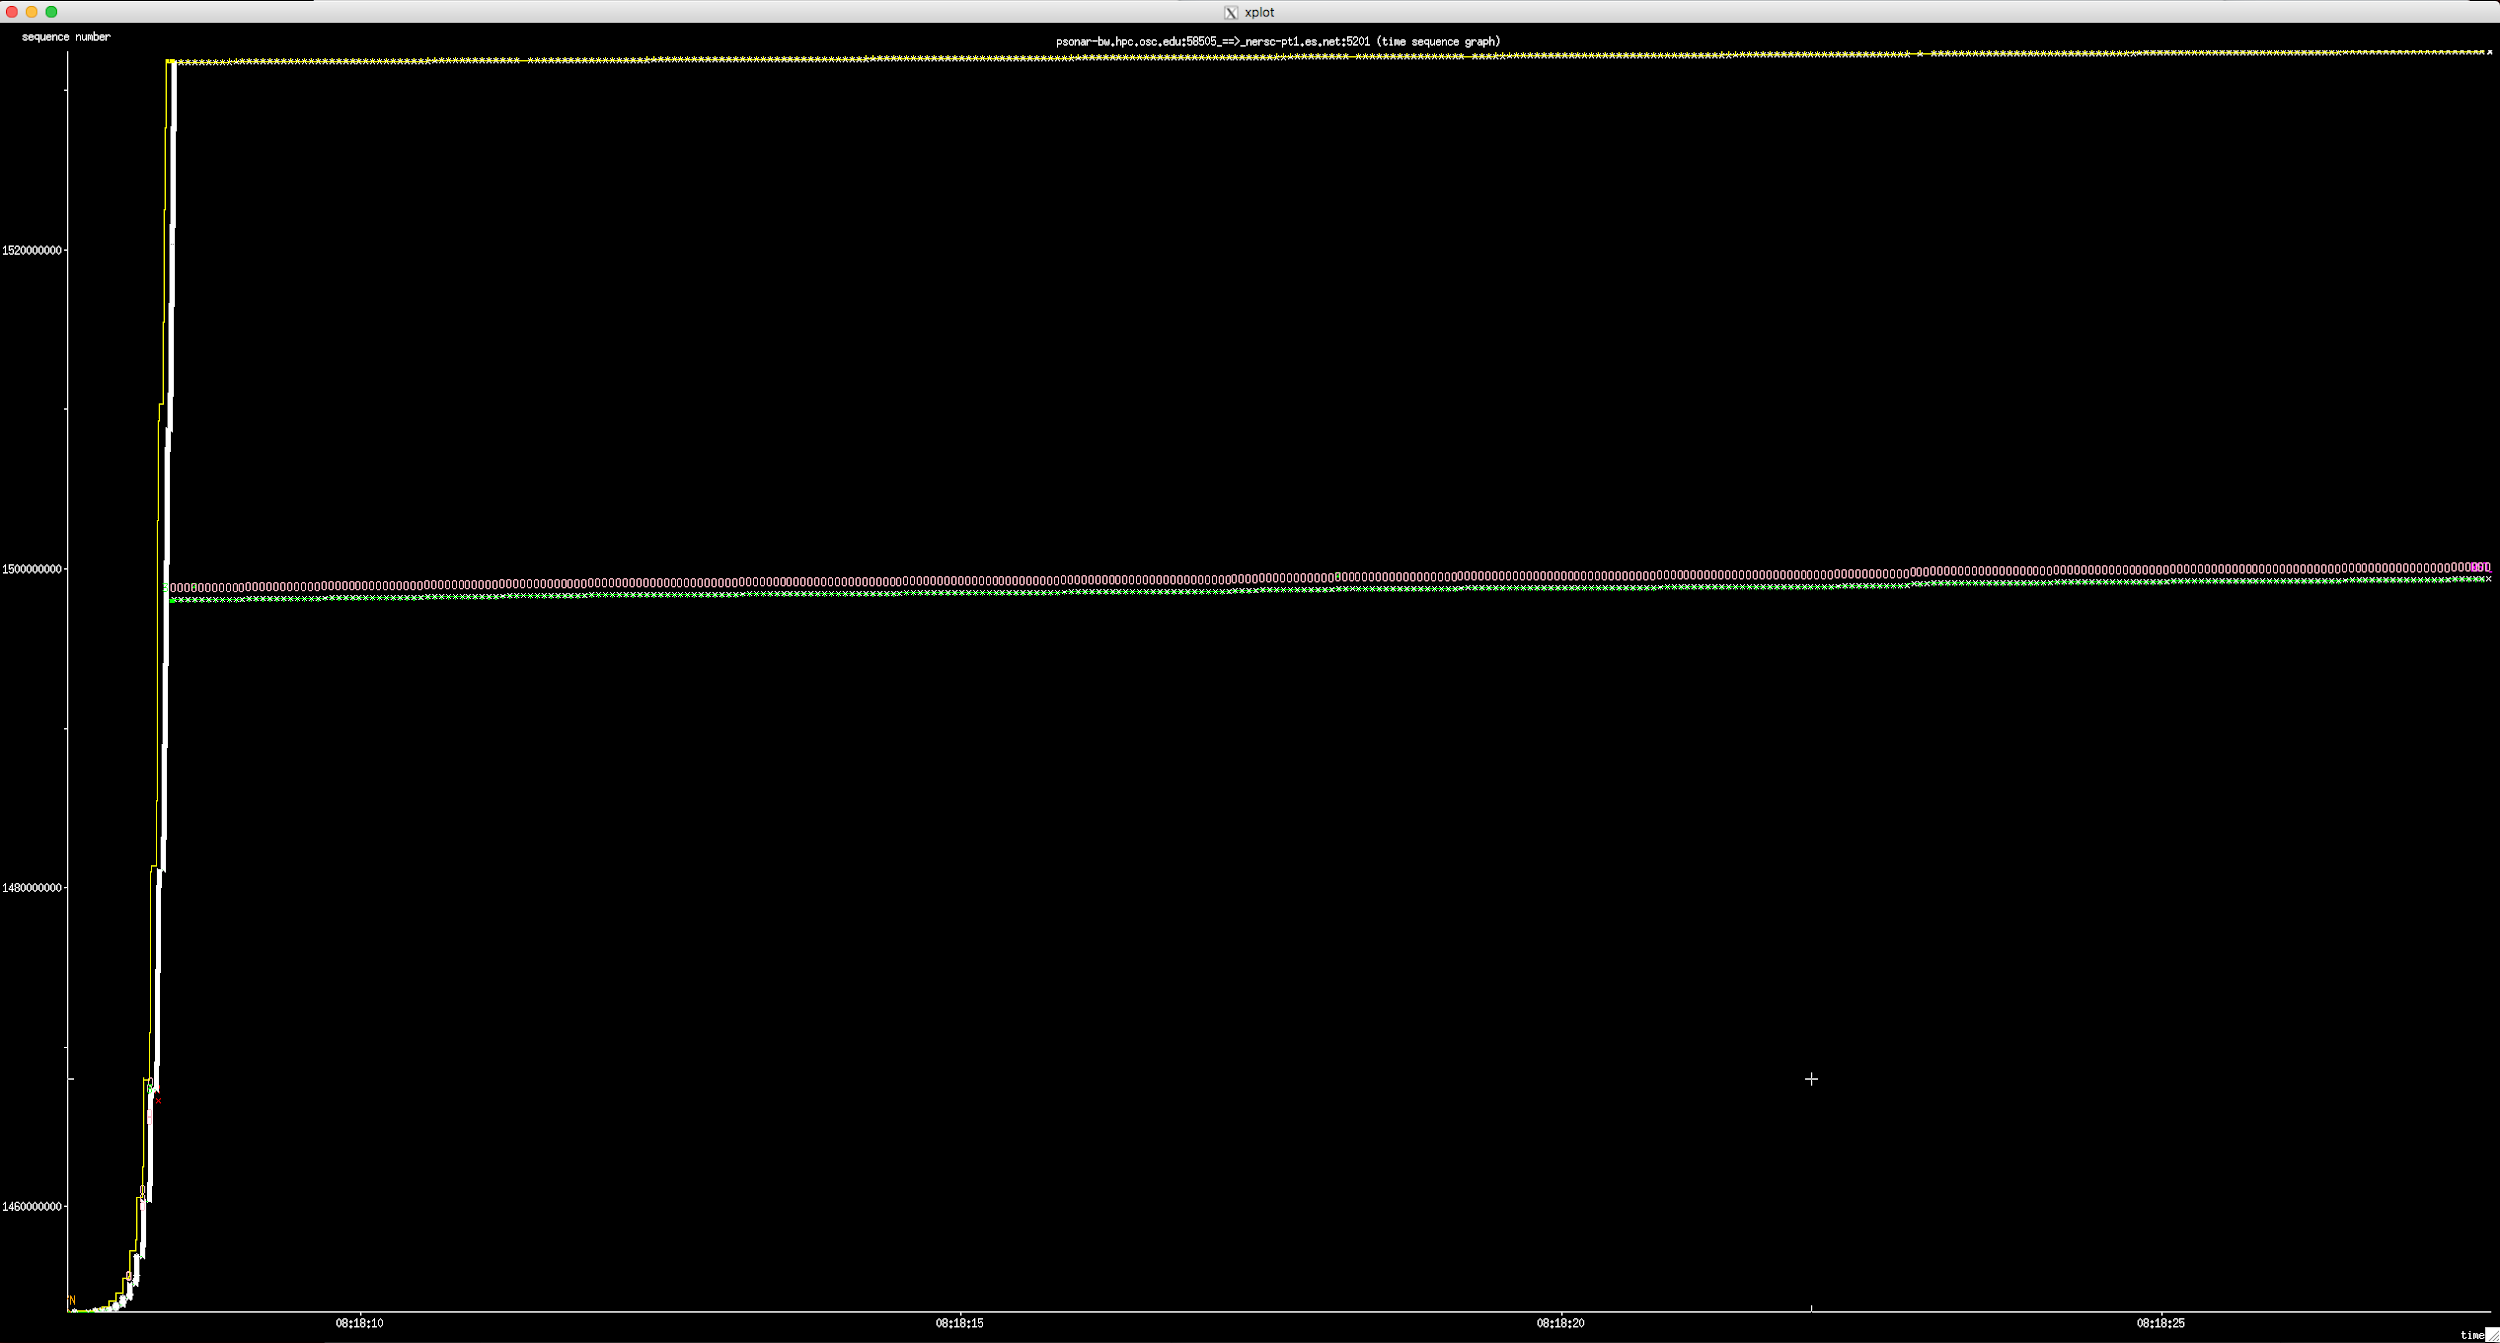 xplot
sequence number
psonar-bw.hpc.osc.edu:58505_==>_nersc-pt1.es.net:5201 (time sequence graph)
1520000000
1500000000
1480000000
1460000000
N
08:18:10
08:18:15
08:18:20
08:18:25
time